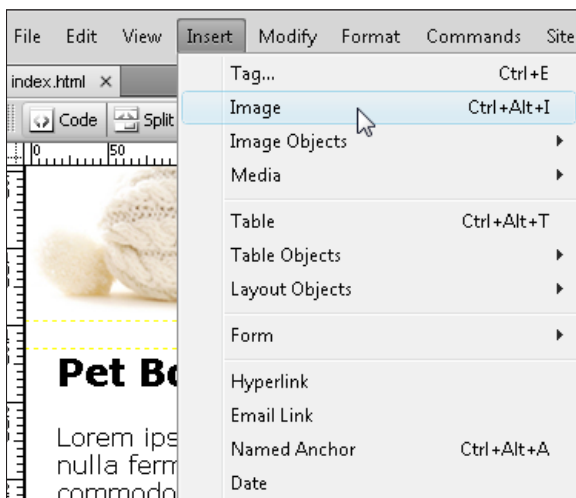 File Edit View Insert Modify Format Commands Site
index.html ×
Code Split
0 50
Tag... Ctrl+E
Image Ctrl+Alt+I
Image Objects
Media
Table Ctrl+Alt+T
Table Objects
Layout Objects
Form
Hyperlink
Email Link
Named Anchor Ctrl+Alt+A
Date
Pet Bo
Lorem ips
nulla ferm
commodo